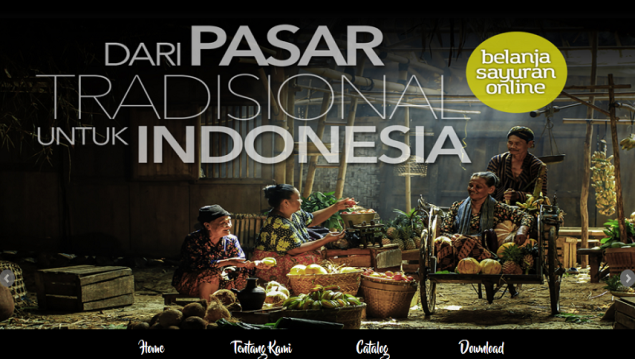 DARI PASAR
TRADISIONAL
UNTUK INDONESIA
belanja
sayuran
online
Home
Tentang Kami
Catalog
Download